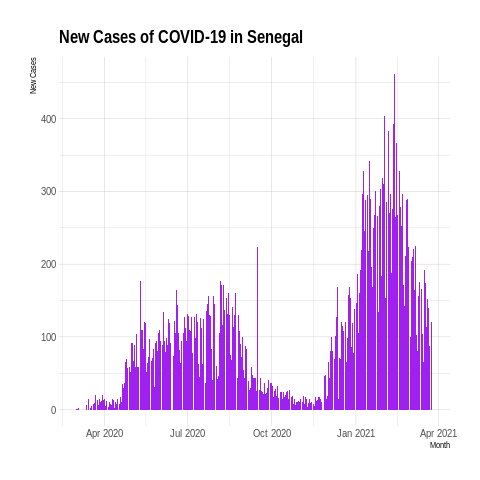 New Cases of COVID-19 in Senegal
New Cases
400
300
200
100
0
Apr 2020 Jul 2020 Oct 2020 Jan 2021 Apr 2021
Month